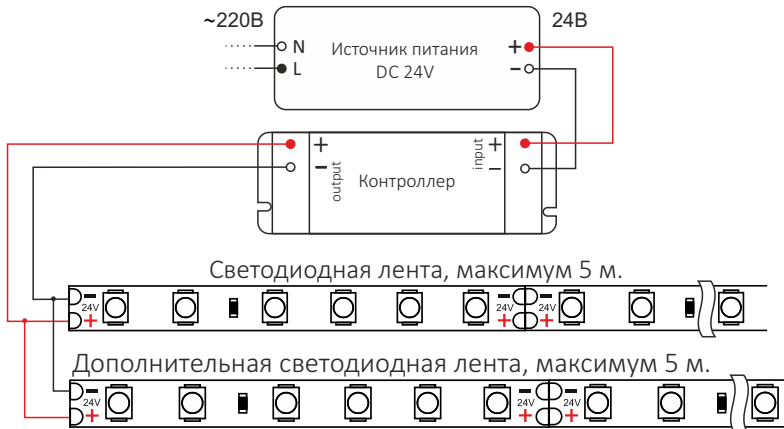 ~220В
24В
N
Источник питания
+
L
DC 24V
−
+
output
input
+
−
Контроллер
−
Светодиодная лента, максимум 5 м.
− − −
24V 24V 24V
+ + +
Дополнительная светодиодная лента, максимум 5 м.
− − −
24V 24V 24V
+ + +